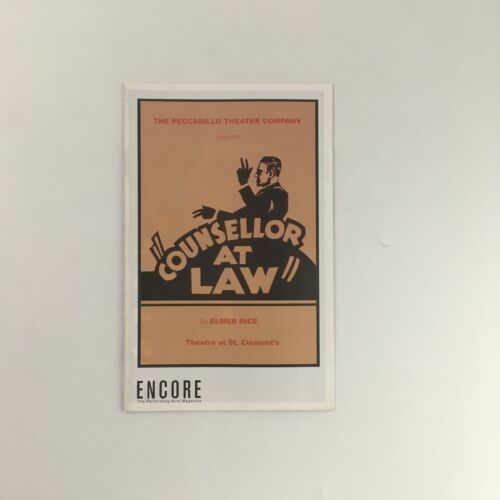 THE PECCADILLO THEATER COMPANY
presents
"COUNSELLOR
AT
LAW"
By ELMER RICE
Theatre at St. Clement's
ENCORE
The Performing Arts Magazine